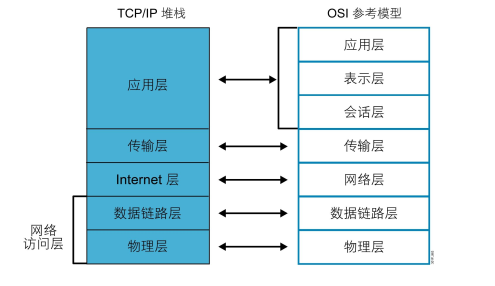 TCP/IP 堆栈
OSI 参考模型
应用层
传输层
Internet 层
数据链路层
物理层
网络
访问层
应用层
表示层
会话层
传输层
网络层
数据链路层
物理层